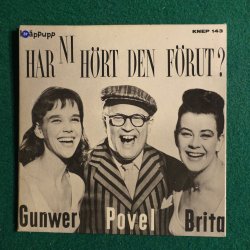 Knäppupp
KNEP 143
HAR NI HÖRT DEN FÖRUT?
Gunwer Povel Brita